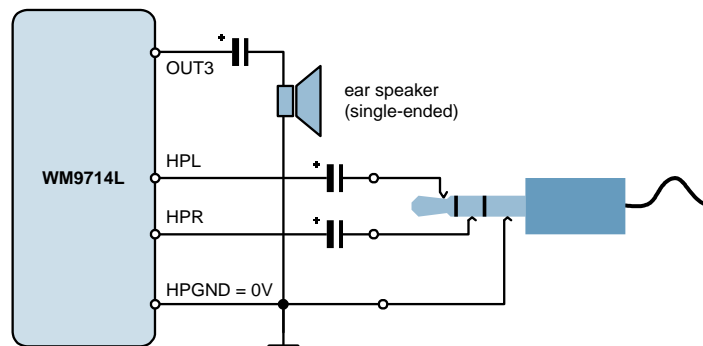 +
OUT3
ear speaker
(single-ended)
HPL
+
WM9714L
HPR
+
HPGND = 0V